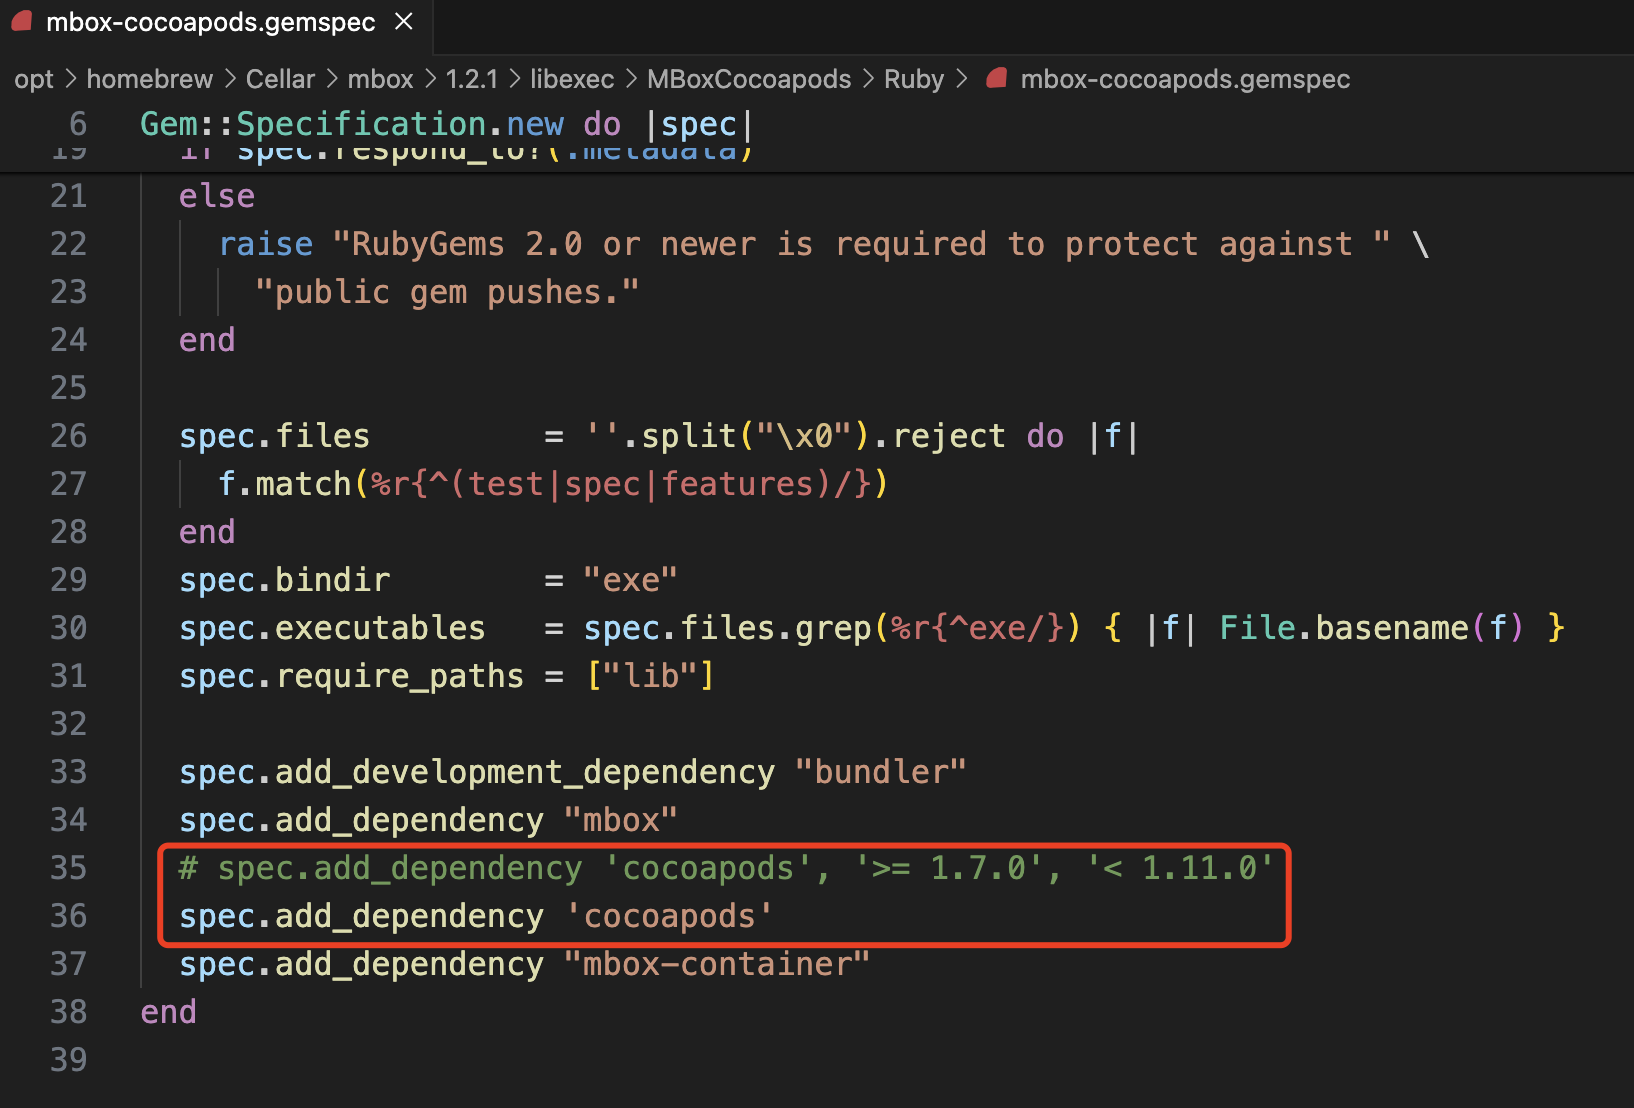 mbox-cocoapods.gemspec
opt > homebrew > Cellar > mbox > 1.2.1 > libexec > MBoxCocoapods > Ruby > mbox-cocoapods.gemspec
6 Gem::Specification.new do |spec|
19 if spec.respond_to?(:metadata)
21 else
22 raise "RubyGems 2.0 or newer is required to protect against " \
23 "public gem pushes."
24 end
25
26 spec.files = ''.split("\x0").reject do |f|
27 f.match(%r{^(test|spec|features)/})
28 end
29 spec.bindir = "exe"
30 spec.executables = spec.files.grep(%r{^exe/}) { |f| File.basename(f) }
31 spec.require_paths = ["lib"]
32
33 spec.add_development_dependency "bundler"
34 spec.add_dependency "mbox"
35 # spec.add_dependency 'cocoapods', '>= 1.7.0', '< 1.11.0'
36 spec.add_dependency 'cocoapods'
37 spec.add_dependency "mbox-container"
38 end
39